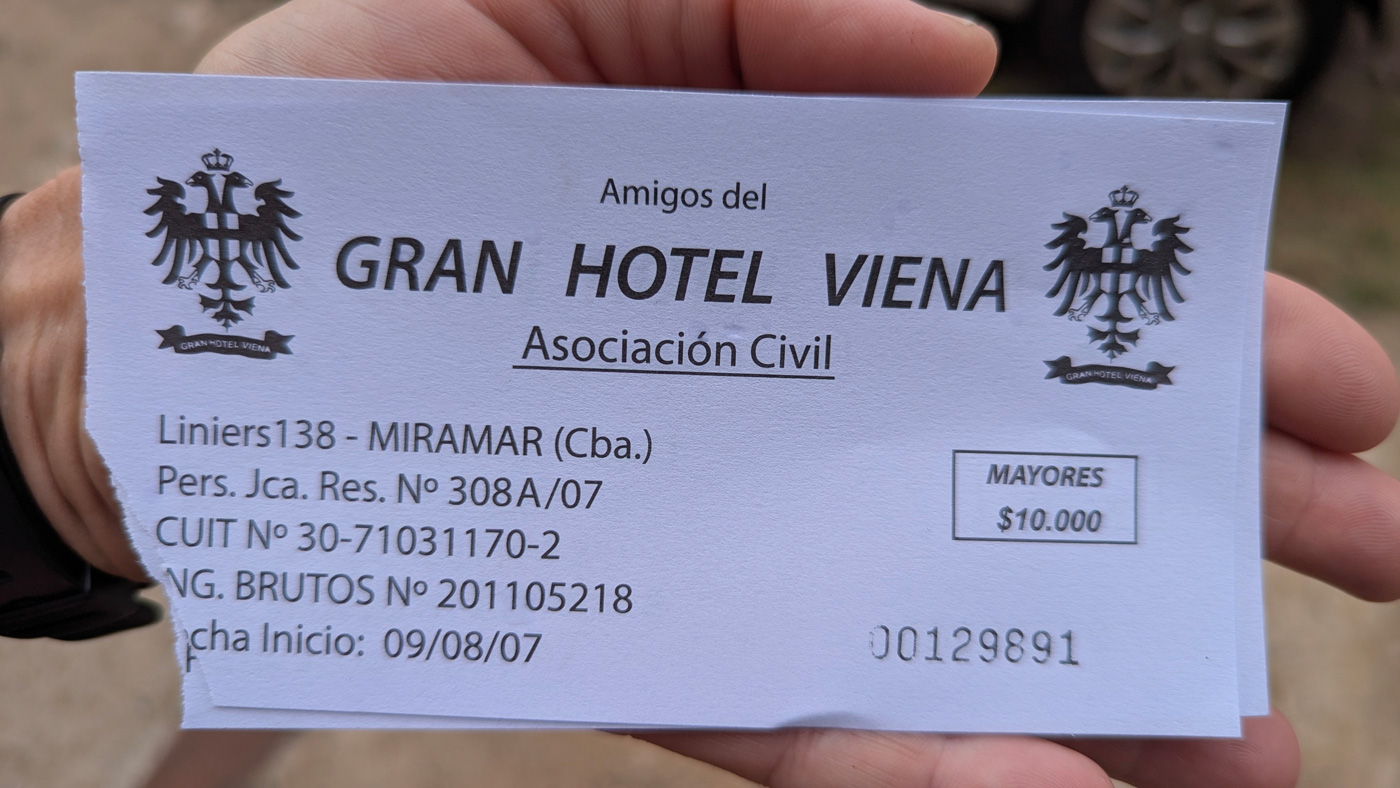 Amigos del
GRAN HOTEL VIENA
Asociación Civil
GRAN HOTEL VIENA
GRAN HOTEL VIENA
Liniers138 - MIRAMAR (Cba.)
Pers. Jca. Res. Nº 308A/07
CUIT Nº 30-71031170-2
NG. BRUTOS Nº 201105218
cha Inicio: 09/08/07
MAYORES
$10.000
00129891